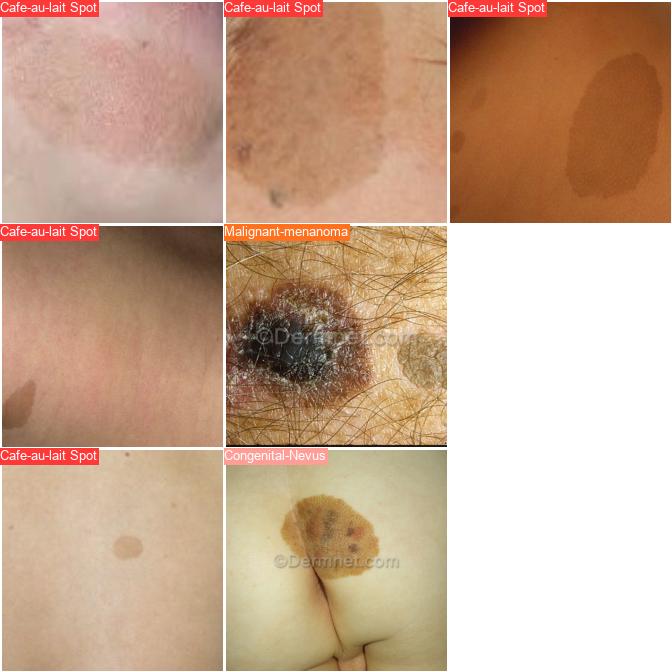 Cafe-au-lait Spot
Cafe-au-lait Spot
Cafe-au-lait Spot
Cafe-au-lait Spot
Malignant-menanoma
©Dermnet.com
Cafe-au-lait Spot
Congenital-Nevus
©Dermnet.com